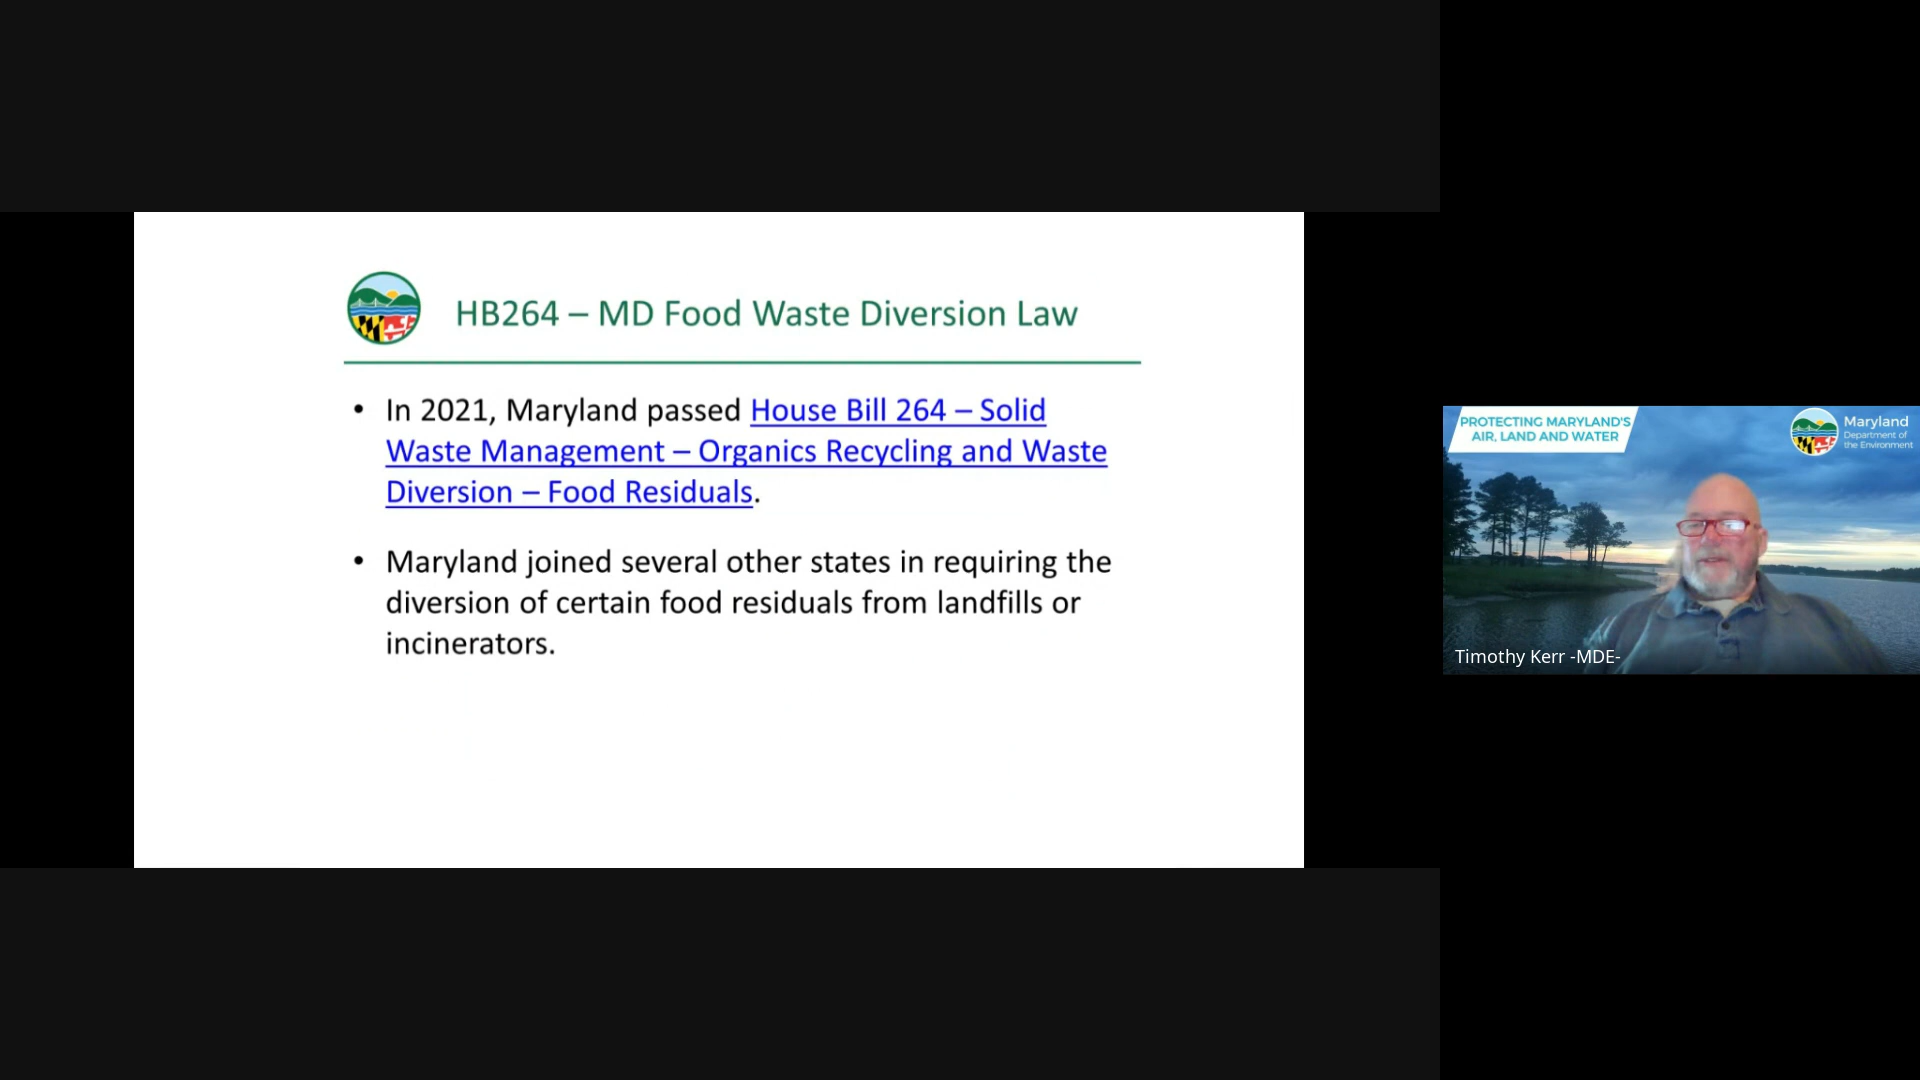 HB264 – MD Food Waste Diversion Law
• In 2021, Maryland passed House Bill 264 – Solid
Waste Management – Organics Recycling and Waste
Diversion – Food Residuals.
• Maryland joined several other states in requiring the
diversion of certain food residuals from landfills or
incinerators.
PROTECTING MARYLAND'S
AIR, LAND AND WATER
Maryland
Department of
the Environment
Timothy Kerr -MDE-